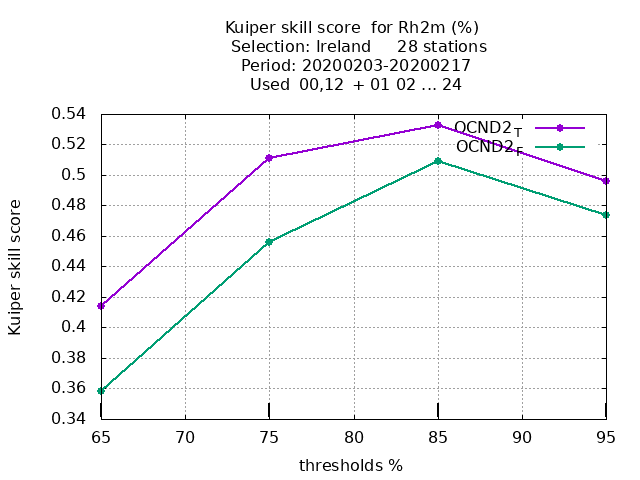 Kuiper skill score  for Rh2m (%)
Selection: Ireland     28 stations
Period: 20200203-20200217
Used  00,12  + 01 02 ... 24
OCND2T
OCND2F
Kuiper skill score
0.54
0.52
0.5
0.48
0.46
0.44
0.42
0.4
0.38
0.36
0.34
65 70 75 80 85 90 95
thresholds %